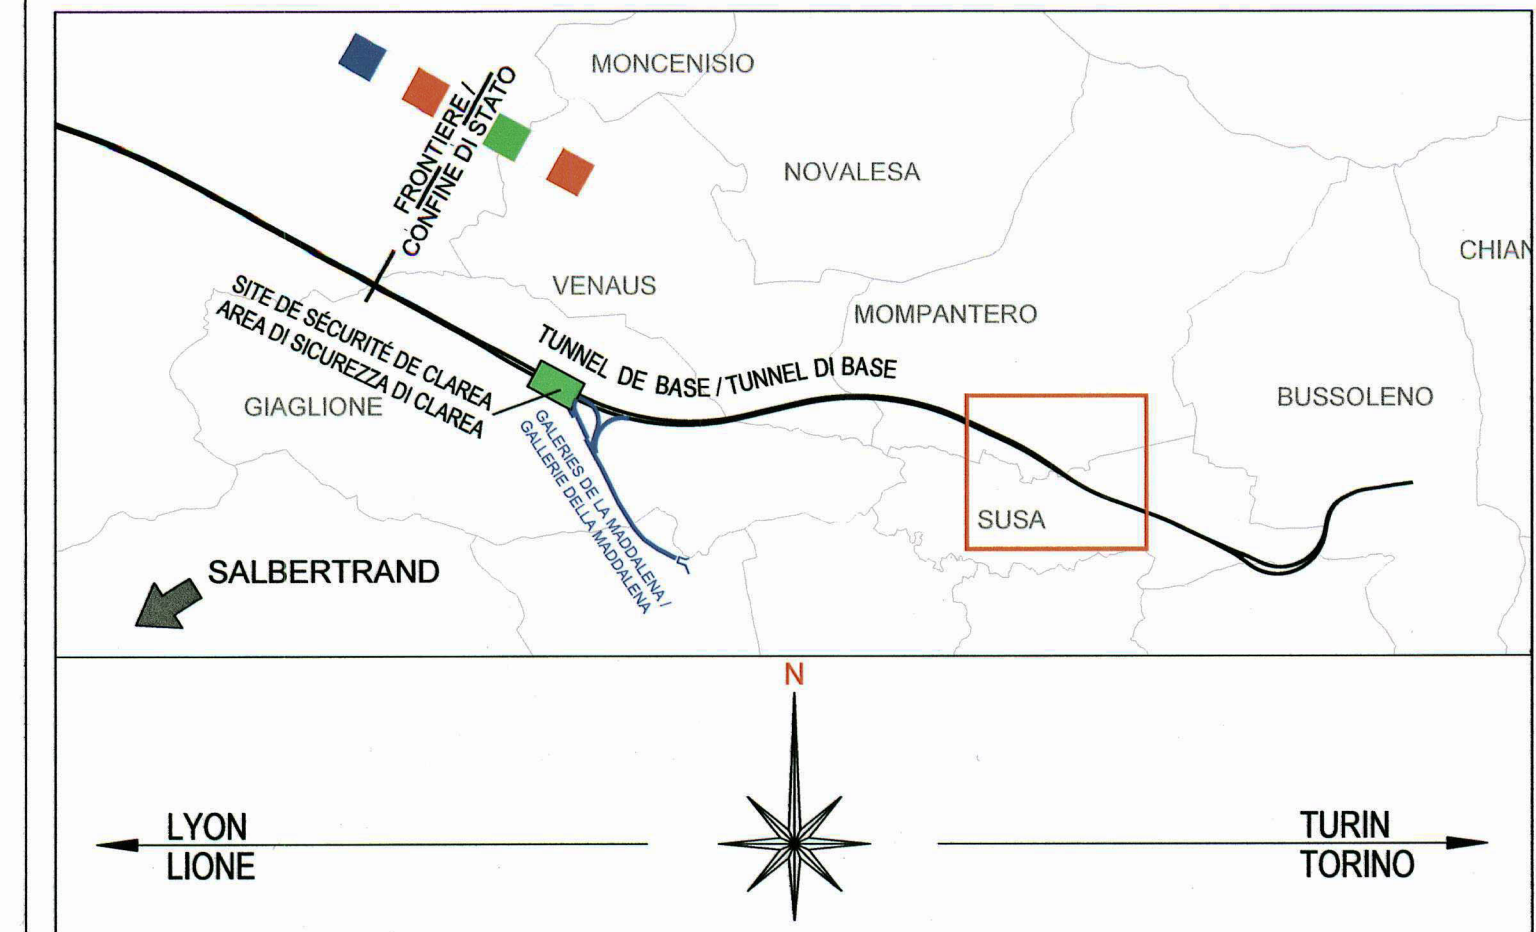 MONCENISIO
FRONTIERE /
CONFINE DI STATO
NOVALESA
CHIAN
VENAUS
SITE DE SÉCURITÉ DE CLAREA
AREA DI SICUREZZA DI CLAREA
MOMPANTERO
TUNNEL DE BASE / TUNNEL DI BASE
GIAGLIONE
BUSSOLENO
GALERIES DE LA MADDALENA /
GALLERIE DELLA MADDALENA
SUSA
SALBERTRAND
N
LYON
LIONE
TURIN
TORINO